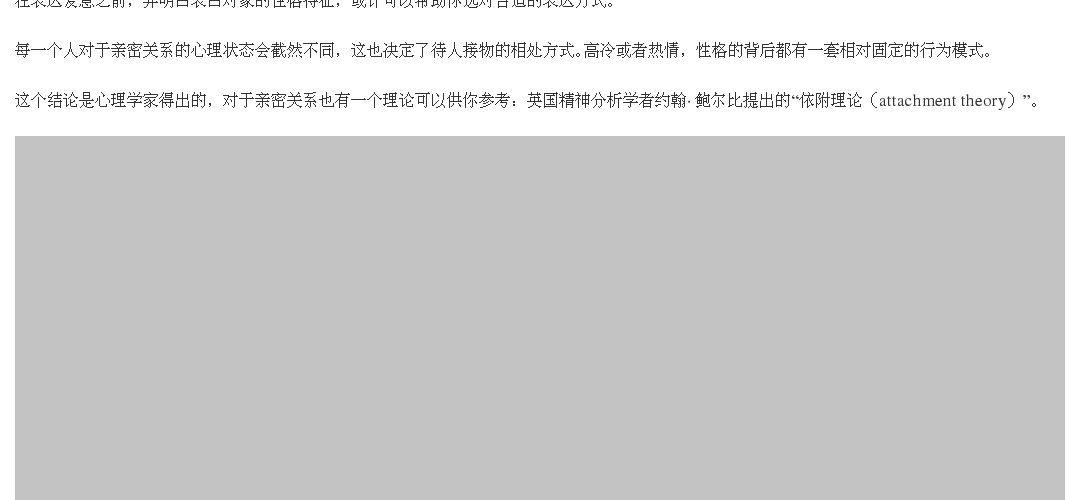 在表达爱意之前，弄明白表白对象的性格特征，或许可以帮助你选对合适的表达方式。
每一个人对于亲密关系的心理状态会截然不同，这也决定了待人接物的相处方式。高冷或者热情，性格的背后都有一套相对固定的行为模式。
这个结论是心理学家得出的，对于亲密关系也有一个理论可以供你参考：英国精神分析学者约翰·鲍尔比提出的“依附理论（attachment theory）”。